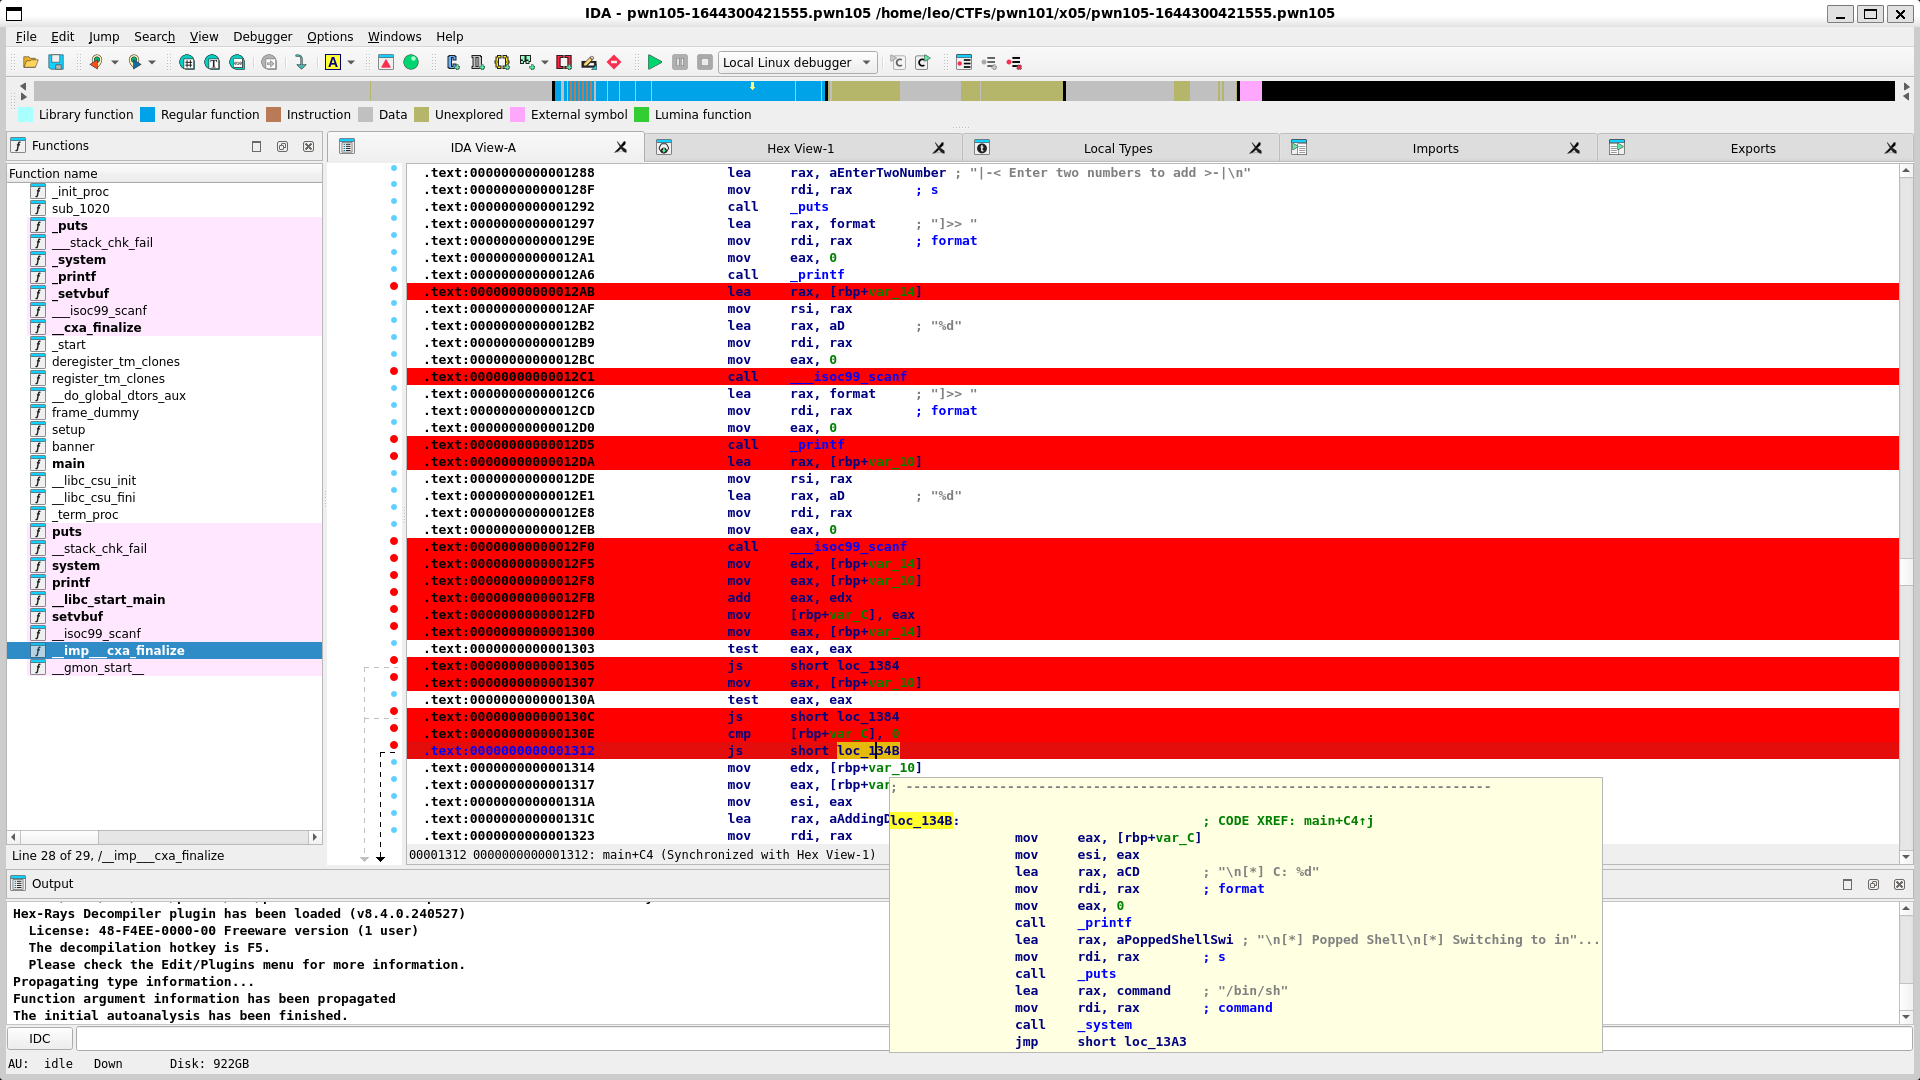 IDA - pwn105-1644300421555.pwn105 /home/leo/CTFs/pwn101/x05/pwn105-1644300421555.pwn105
File Edit Jump Search View Debugger Options Windows Help
Local Linux debugger
Library function Regular function Instruction Data Unexplored External symbol Lumina function
Functions
Function name
_init_proc
sub_1020
_puts
___stack_chk_fail
_system
_printf
_setvbuf
___isoc99_scanf
__cxa_finalize
_start
deregister_tm_clones
register_tm_clones
__do_global_dtors_aux
frame_dummy
setup
banner
main
__libc_csu_init
__libc_csu_fini
_term_proc
puts
__stack_chk_fail
system
printf
__libc_start_main
setvbuf
__isoc99_scanf
__imp___cxa_finalize
__gmon_start__
Line 28 of 29, /__imp___cxa_finalize
IDA View-A Hex View-1 Local Types Imports Exports
.text:0000000000001288 lea rax, aEnterTwoNumber ; "|-< Enter two numbers to add >-|\n"
.text:000000000000128F mov rdi, rax ; s
.text:0000000000001292 call _puts
.text:0000000000001297 lea rax, format ; "]>> "
.text:000000000000129E mov rdi, rax ; format
.text:00000000000012A1 mov eax, 0
.text:00000000000012A6 call _printf
.text:00000000000012AB lea rax, [rbp+var_14]
.text:00000000000012AF mov rsi, rax
.text:00000000000012B2 lea rax, aD ; "%d"
.text:00000000000012B9 mov rdi, rax
.text:00000000000012BC mov eax, 0
.text:00000000000012C1 call ___isoc99_scanf
.text:00000000000012C6 lea rax, format ; "]>> "
.text:00000000000012CD mov rdi, rax ; format
.text:00000000000012D0 mov eax, 0
.text:00000000000012D5 call _printf
.text:00000000000012DA lea rax, [rbp+var_10]
.text:00000000000012DE mov rsi, rax
.text:00000000000012E1 lea rax, aD ; "%d"
.text:00000000000012E8 mov rdi, rax
.text:00000000000012EB mov eax, 0
.text:00000000000012F0 call ___isoc99_scanf
.text:00000000000012F5 mov edx, [rbp+var_14]
.text:00000000000012F8 mov eax, [rbp+var_10]
.text:00000000000012FB add eax, edx
.text:00000000000012FD mov [rbp+var_C], eax
.text:0000000000001300 mov eax, [rbp+var_14]
.text:0000000000001303 test eax, eax
.text:0000000000001305 js short loc_1384
.text:0000000000001307 mov eax, [rbp+var_10]
.text:000000000000130A test eax, eax
.text:000000000000130C js short loc_1384
.text:000000000000130E cmp [rbp+var_C], 0
.text:0000000000001312 js short loc_134B
.text:0000000000001314 mov edx, [rbp+var_10]
.text:0000000000001317 mov eax, [rbp+var
.text:000000000000131A mov esi, eax
.text:000000000000131C lea rax, aAddingD
.text:0000000000001323 mov rdi, rax
00001312 0000000000001312: main+C4 (Synchronized with Hex View-1)
; ---------------------------------------------------------------------------
loc_134B: ; CODE XREF: main+C4↑j
mov eax, [rbp+var_C]
mov esi, eax
lea rax, aCD ; "\n[*] C: %d"
mov rdi, rax ; format
mov eax, 0
call _printf
lea rax, aPoppedShellSwi ; "\n[*] Popped Shell\n[*] Switching to in"...
mov rdi, rax ; s
call _puts
lea rax, command ; "/bin/sh"
mov rdi, rax ; command
call _system
jmp short loc_13A3
Output
Hex-Rays Decompiler plugin has been loaded (v8.4.0.240527)
License: 48-F4EE-0000-00 Freeware version (1 user)
The decompilation hotkey is F5.
Please check the Edit/Plugins menu for more information.
Propagating type information...
Function argument information has been propagated
The initial autoanalysis has been finished.
IDC
AU: idle Down Disk: 922GB